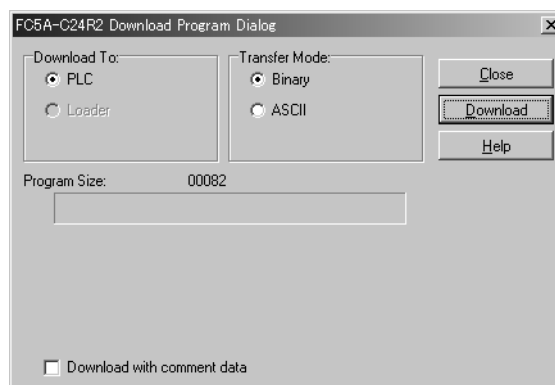 FC5A-C24R2 Download Program Dialog
Download To:
PLC
Loader
Transfer Mode:
Binary
ASCII
Close
Download
Help
Program Size: 00082
Download with comment data